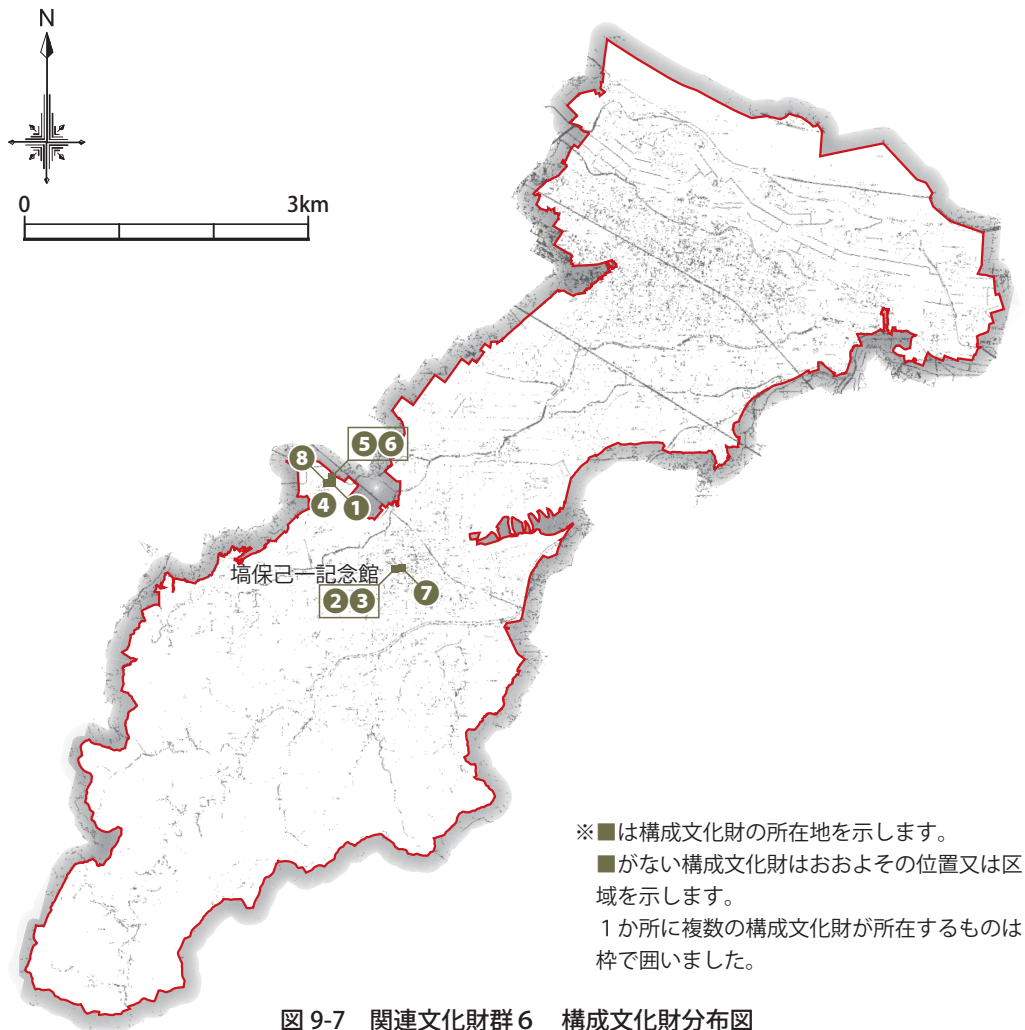 N
0 3km
❺❻
❽
❹ ❶
塙保己一記念館
❷❸ ❼
※■は構成文化財の所在地を示します。
■がない構成文化財はおおよその位置又は区
域を示します。
１か所に複数の構成文化財が所在するものは
枠で囲いました。
図 9-7 関連文化財群６ 構成文化財分布図